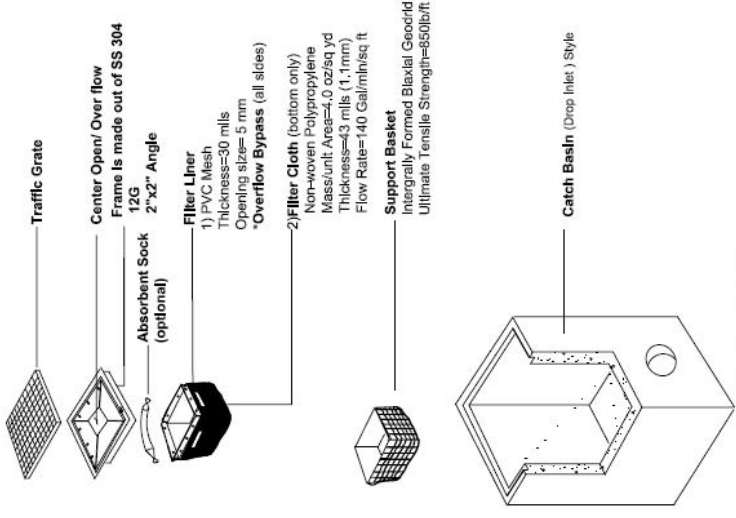 Traffic Grate
Center Open/ Over flow
Frame is made out of SS 304
12G
2"x2" Angle
Absorbent Sock
(optional)
Filter Liner
1) PVC Mesh
Thickness=30 mils
Opening size= 5 mm
*Overflow Bypass (all sides)
2)Filter Cloth (bottom only)
Non-woven Polypropylene
Mass/unit Area=4.0 oz/sq yd
Thickness=43 mils (1.1mm)
Flow Rate=140 Gal/min/sq ft
Support Basket
Intergrally Formed Biaxial Geodrid
Ultimate Tensile Strength=850lb/ft
Catch Basin (Drop Inlet ) Style